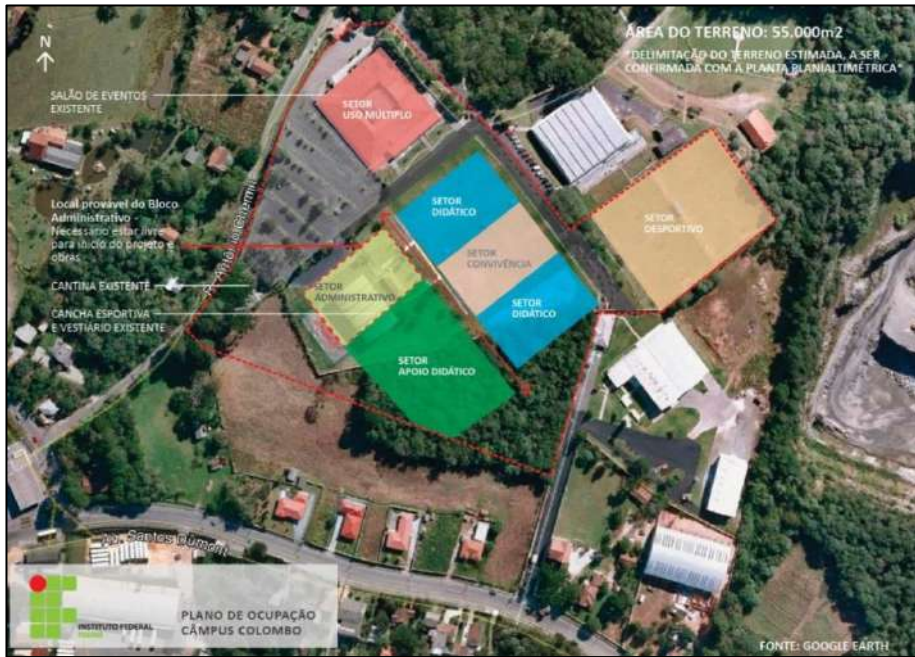 N
ÁREA DO TERRENO: 55.000m2
*DELIMITAÇÃO DO TERRENO ESTIMADA, A SER
CONFIRMADA COM A PLANTA PLANIALTIMÉTRICA*
SALÃO DE EVENTOS
EXISTENTE
SETOR
USO MÚLTIPLO
Local provável do Bloco
Administrativo -
Necessário estar livre
para início do projeto e
obras
SETOR
DIDÁTICO
SETOR
DESPORTIVO
SETOR
CONVIVÊNCIA
CANTINA EXISTENTE
SETOR
ADMINISTRATIVO
CANCHA ESPORTIVA
E VESTIÁRIO EXISTENTE
SETOR
DIDÁTICO
SETOR
APOIO DIDÁTICO
Av. Santos Dumont
INSTITUTO FEDERAL
PARANÁ
PLANO DE OCUPAÇÃO
CÂMPUS COLOMBO
FONTE: GOOGLE EARTH